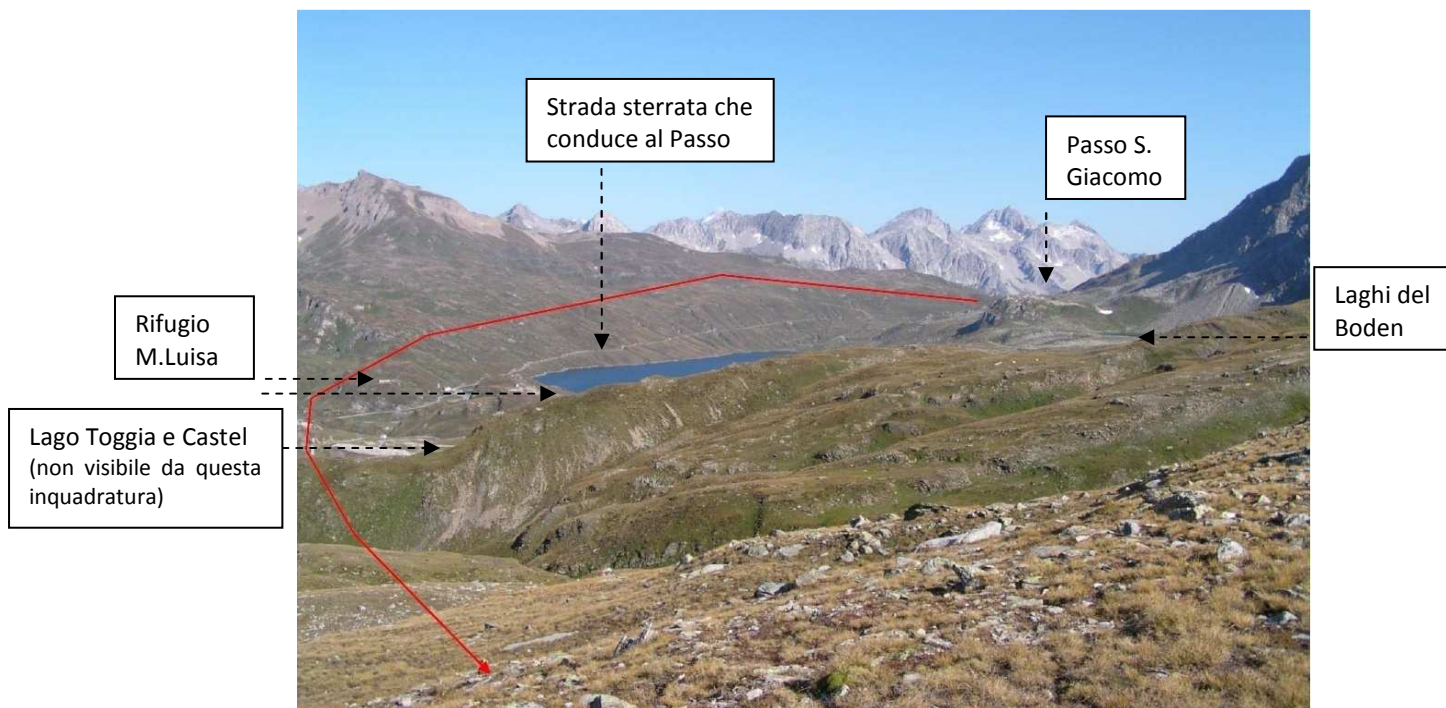 Strada sterrata che
conduce al Passo
Passo S.
Giacomo
Laghi del
Boden
Rifugio
M.Luisa
Lago Toggia e Castel
(non visibile da questa
inquadratura)